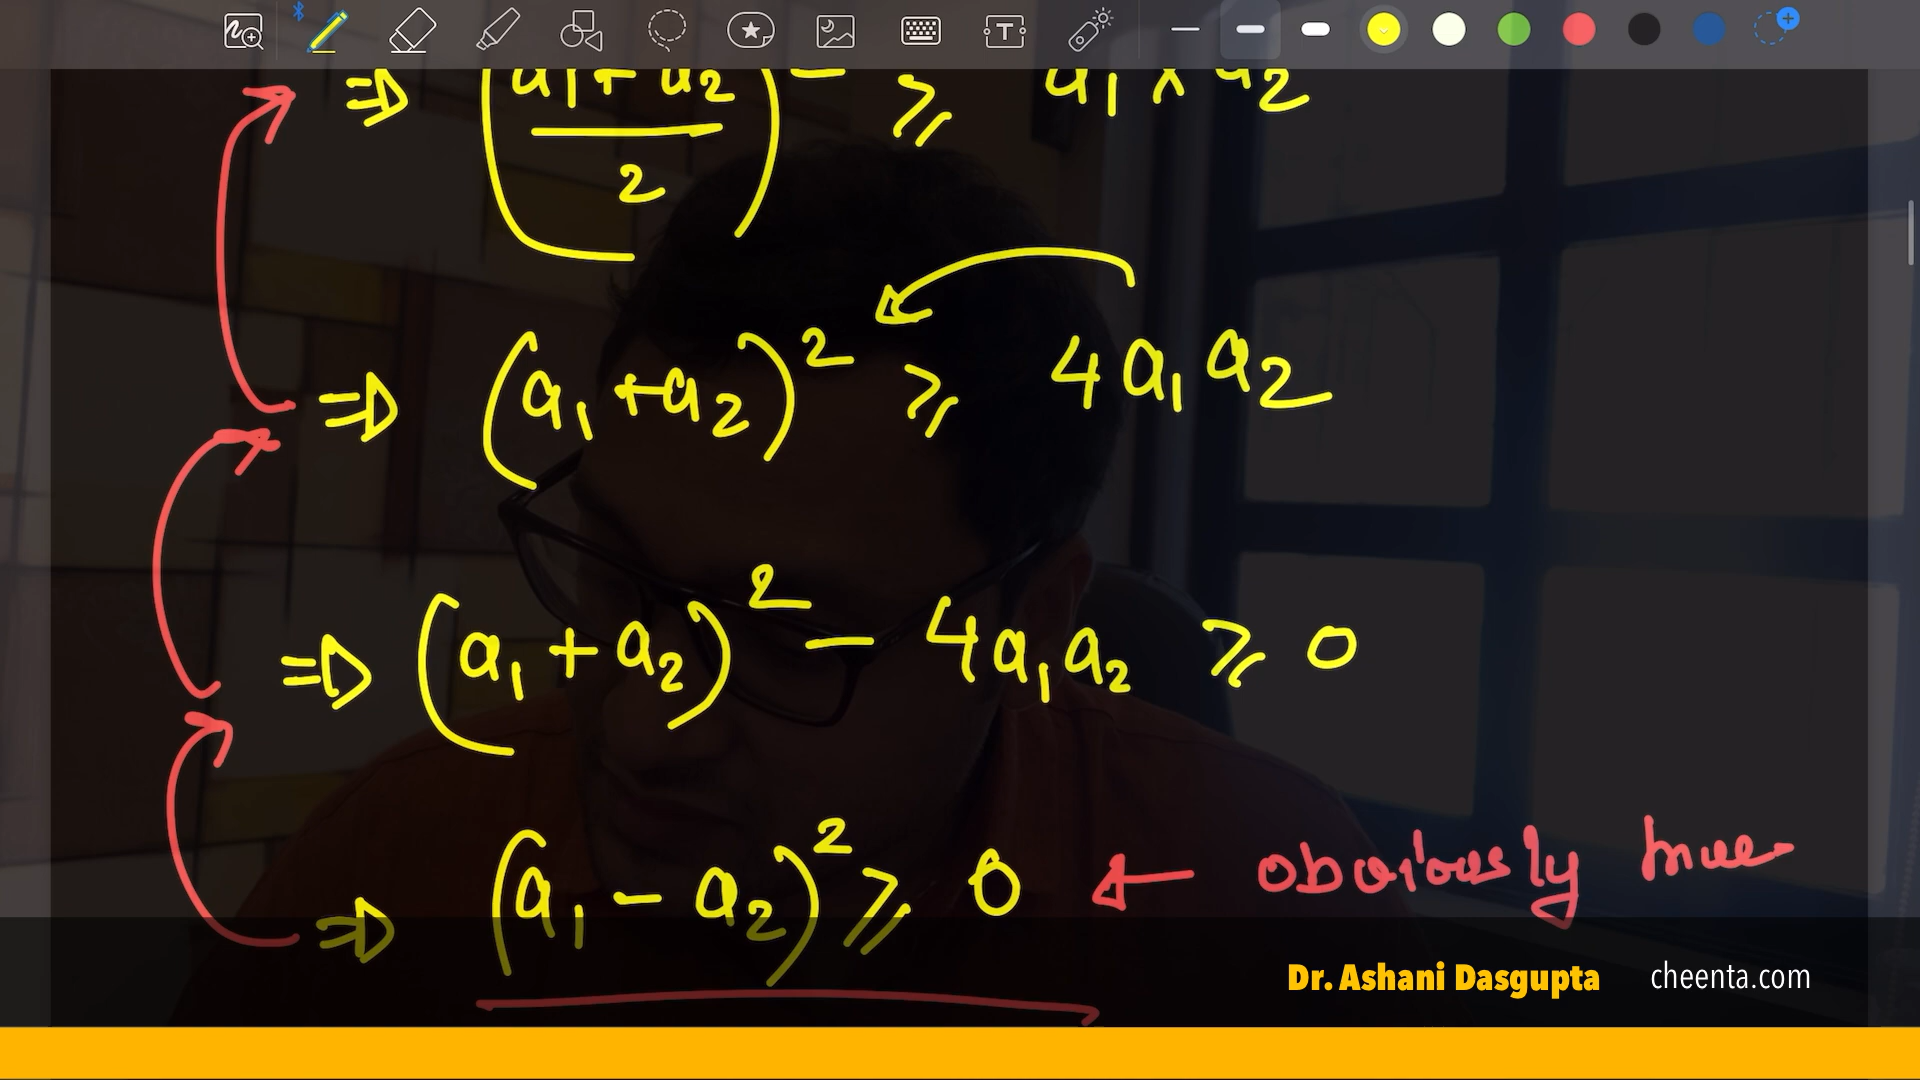 ⇒ (a₁ + a₂ / 2)² ≥ a₁ × a₂
⇒ (a₁ + a₂)² ≥ 4a₁a₂
⇒ (a₁ + a₂)² − 4a₁a₂ ≥ 0
⇒ (a₁ − a₂)² ≥ 0 ← obviously true
Dr. Ashani Dasgupta cheenta.com